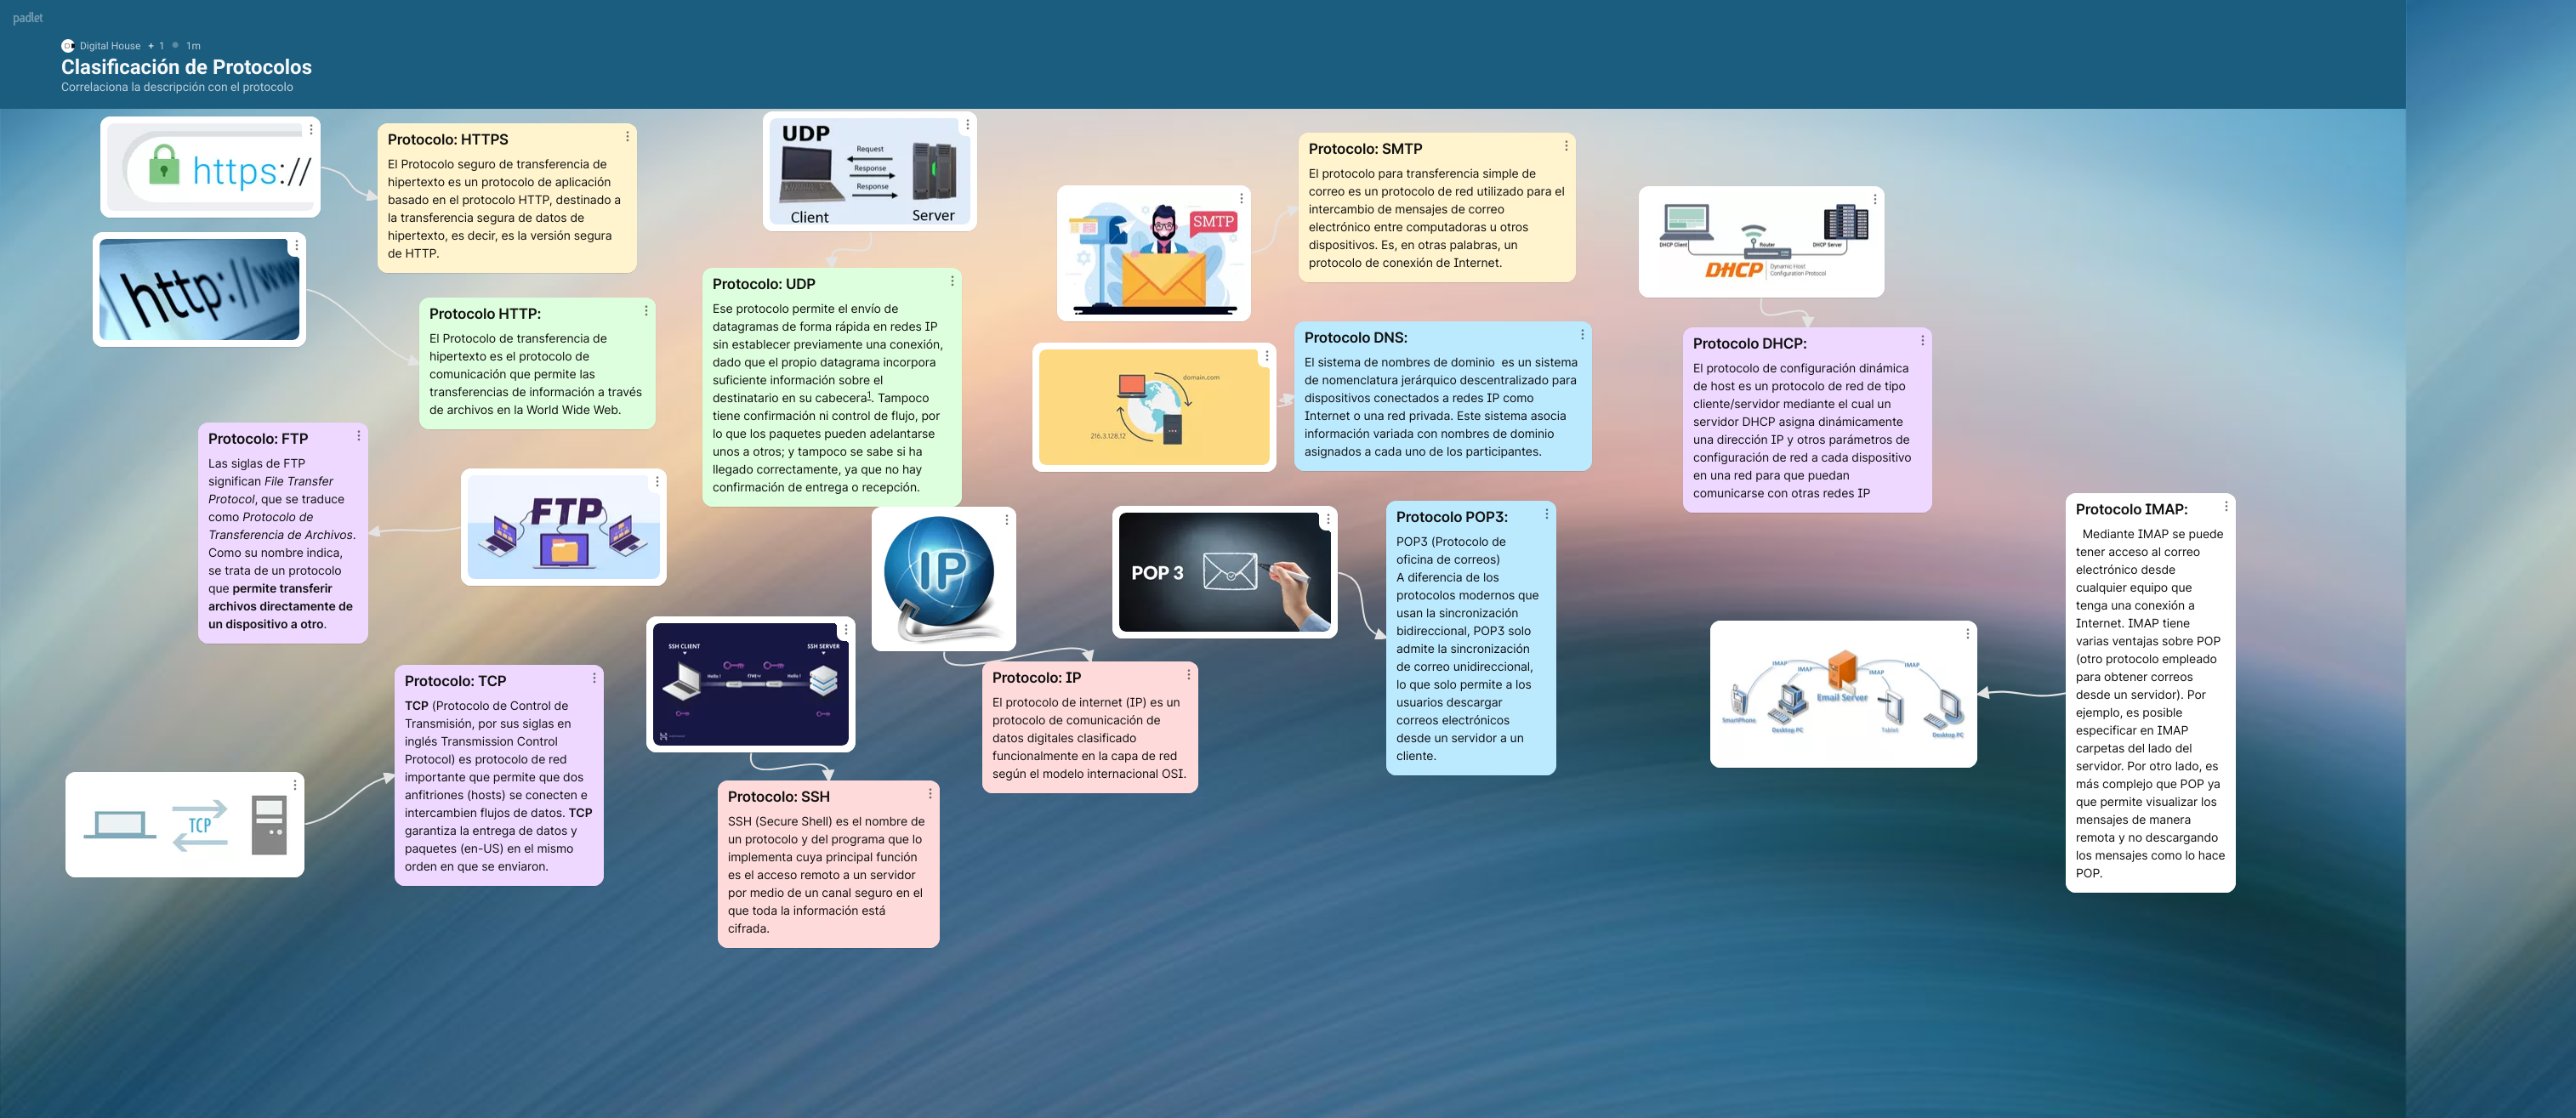 padlet
Digital House + 1 1m
Clasificación de Protocolos
Correlaciona la descripción con el protocolo
https://
Protocolo: HTTPS
El Protocolo seguro de transferencia de
hipertexto es un protocolo de aplicación
basado en el protocolo HTTP, destinado a
la transferencia segura de datos de
hipertexto, es decir, es la versión segura
de HTTP.
http://www
Protocolo HTTP:
El Protocolo de transferencia de
hipertexto es el protocolo de
comunicación que permite las
transferencias de información a través
de archivos en la World Wide Web.
Protocolo: FTP
Las siglas de FTP
significan File Transfer
Protocol, que se traduce
como Protocolo de
Transferencia de Archivos.
Como su nombre indica,
se trata de un protocolo
que permite transferir
archivos directamente de
un dispositivo a otro.
FTP
Protocolo: TCP
TCP (Protocolo de Control de
Transmisión, por sus siglas en
inglés Transmission Control
Protocol) es protocolo de red
importante que permite que dos
anfitriones (hosts) se conecten e
intercambien flujos de datos. TCP
garantiza la entrega de datos y
paquetes (en-US) en el mismo
orden en que se enviaron.
TCP
UDP
Request
Response
Response
Client
Server
Protocolo: UDP
Ese protocolo permite el envío de
datagramas de forma rápida en redes IP
sin establecer previamente una conexión,
dado que el propio datagrama incorpora
suficiente información sobre el
destinatario en su cabecera1. Tampoco
tiene confirmación ni control de flujo, por
lo que los paquetes pueden adelantarse
unos a otros; y tampoco se sabe si ha
llegado correctamente, ya que no hay
confirmación de entrega o recepción.
IP
SSH CLIENT
SSH SERVER
Hello !
Hello !
Protocolo: SSH
SSH (Secure Shell) es el nombre de
un protocolo y del programa que lo
implementa cuya principal función
es el acceso remoto a un servidor
por medio de un canal seguro en el
que toda la información está
cifrada.
Protocolo: IP
El protocolo de internet (IP) es un
protocolo de comunicación de
datos digitales clasificado
funcionalmente en la capa de red
según el modelo internacional OSI.
SMTP
Protocolo: SMTP
El protocolo para transferencia simple de
correo es un protocolo de red utilizado para el
intercambio de mensajes de correo
electrónico entre computadoras u otros
dispositivos. Es, en otras palabras, un
protocolo de conexión de Internet.
domain.com
216.3.128.12
Protocolo DNS:
El sistema de nombres de dominio es un sistema
de nomenclatura jerárquico descentralizado para
dispositivos conectados a redes IP como
Internet o una red privada. Este sistema asocia
información variada con nombres de dominio
asignados a cada uno de los participantes.
POP 3
Protocolo POP3:
POP3 (Protocolo de
oficina de correos)
A diferencia de los
protocolos modernos que
usan la sincronización
bidireccional, POP3 solo
admite la sincronización
de correo unidireccional,
lo que solo permite a los
usuarios descargar
correos electrónicos
desde un servidor a un
cliente.
DHCP Client
Router
DHCP Server
DHCP
Dynamic Host
Configuration Protocol
Protocolo DHCP:
El protocolo de configuración dinámica
de host es un protocolo de red de tipo
cliente/servidor mediante el cual un
servidor DHCP asigna dinámicamente
una dirección IP y otros parámetros de
configuración de red a cada dispositivo
en una red para que puedan
comunicarse con otras redes IP
IMAP
IMAP
IMAP
IMAP
Email Server
SmartPhone
Desktop PC
Tablet
Desktop PC
Protocolo IMAP:
Mediante IMAP se puede
tener acceso al correo
electrónico desde
cualquier equipo que
tenga una conexión a
Internet. IMAP tiene
varias ventajas sobre POP
(otro protocolo empleado
para obtener correos
desde un servidor). Por
ejemplo, es posible
especificar en IMAP
carpetas del lado del
servidor. Por otro lado, es
más complejo que POP ya
que permite visualizar los
mensajes de manera
remota y no descargando
los mensajes como lo hace
POP.